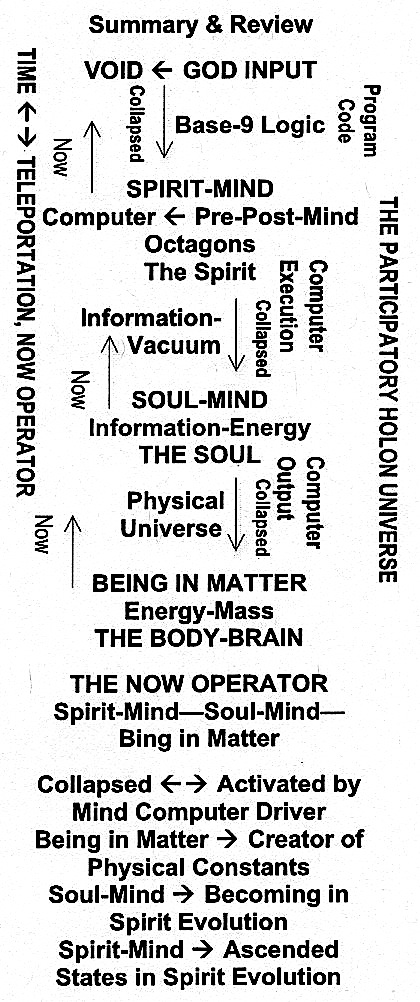 Summary & Review
VOID ← GOD INPUT
Collapsed
Base-9 Logic
Program
Code
Now
TIME ← → TELEPORTATION, NOW OPERATOR
THE PARTICIPATORY HOLON UNIVERSE
SPIRIT-MIND
Computer ← Pre-Post-Mind
Octagons
The Spirit
Computer
Execution
Collapsed
Information-
Vacuum
Now
SOUL-MIND
Information-Energy
THE SOUL
Computer
Output
Collapsed
Physical
Universe
Now
BEING IN MATTER
Energy-Mass
THE BODY-BRAIN
THE NOW OPERATOR
Spirit-Mind—Soul-Mind—
Bing in Matter
Collapsed ← → Activated by
Mind Computer Driver
Being in Matter → Creator of
Physical Constants
Soul-Mind → Becoming in
Spirit Evolution
Spirit-Mind → Ascended
States in Spirit Evolution